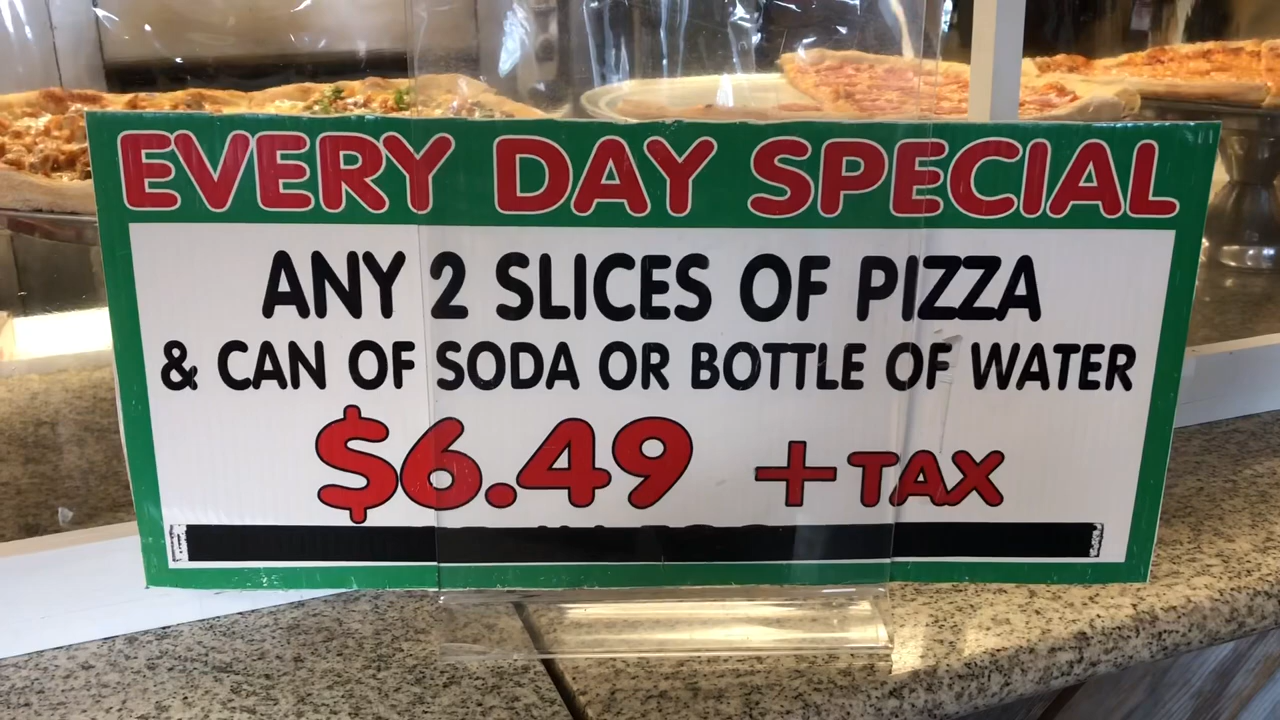 EVERY DAY SPECIAL
ANY 2 SLICES OF PIZZA
& CAN OF SODA OR BOTTLE OF WATER
$6.49 +TAX